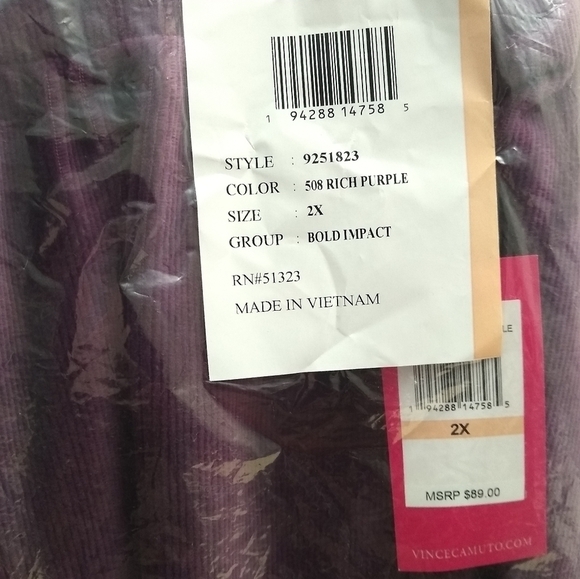 1 94288 14758 5
STYLE : 9251823
COLOR : 508 RICH PURPLE
SIZE : 2X
GROUP : BOLD IMPACT
RN#51323
MADE IN VIETNAM
1 94288 14758 5
2X
MSRP $89.00
VINCECAMUTO.COM